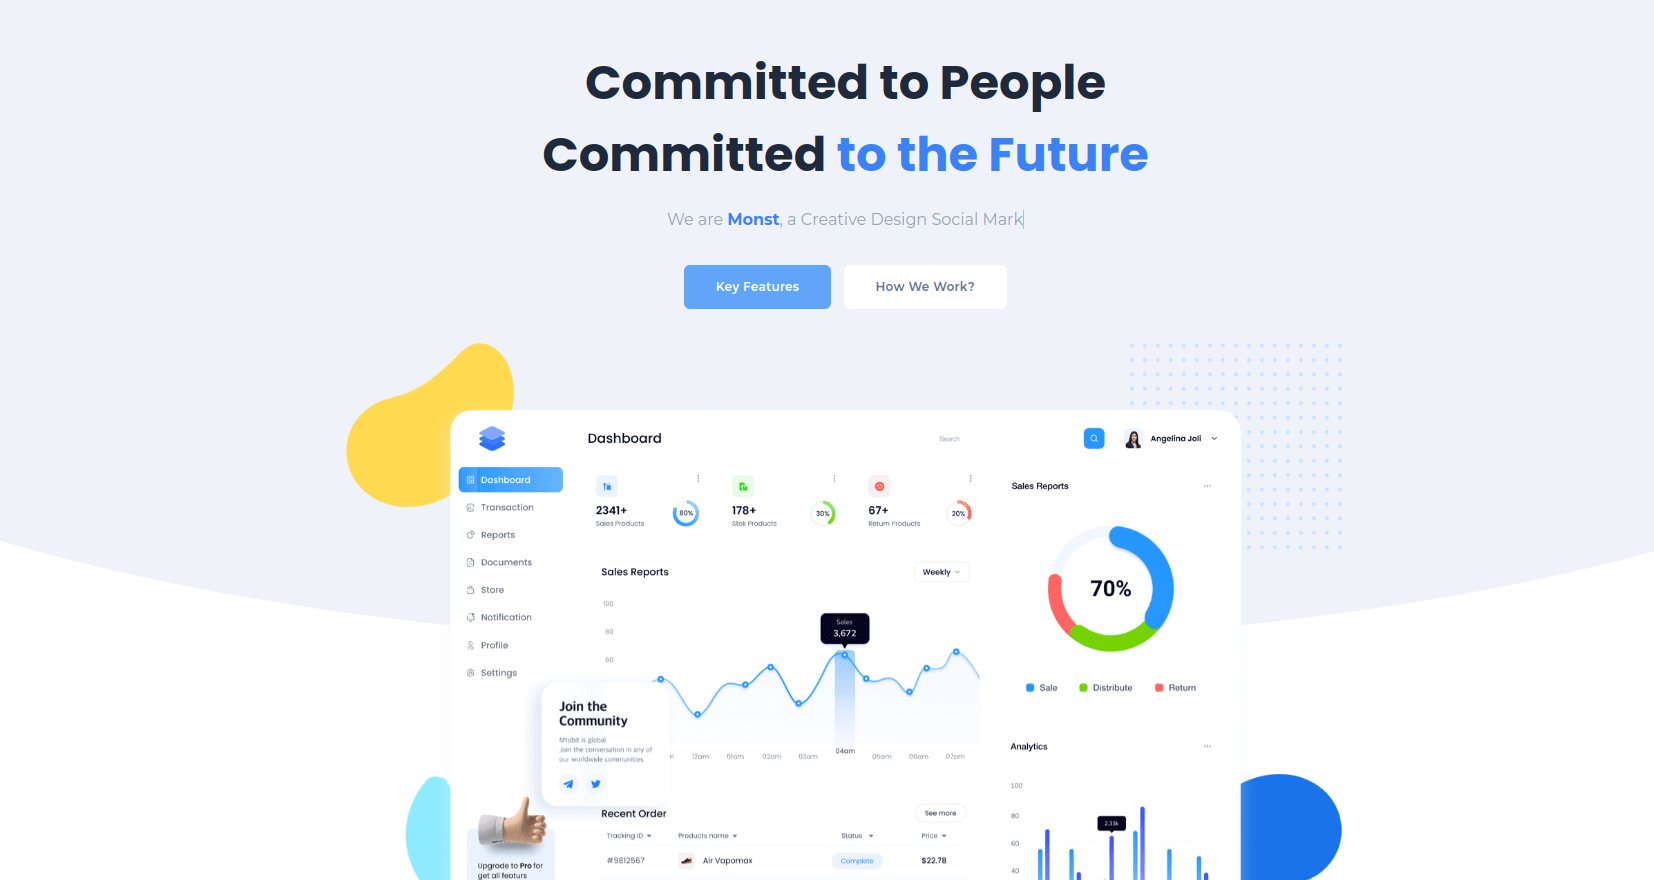 Committed to People
Committed to the Future
We are Monst, a Creative Design Social Mark
Key Features
How We Work?
Dashboard
Search
Angelina Joli
Dashboard
Transaction
Reports
Documents
Store
Notification
Profile
Settings
2341+
Sales Products
80%
178+
Stok Products
30%
67+
Return Products
20%
Sales Reports
Weekly
100
80
60
Sales
3,672
12am
01am
02am
03am
04am
05am
06am
07pm
Join the
Community
Mtobit is global.
Join the conversation in any of
our worldwide communities.
Sales Reports
70%
Sale
Distribute
Return
Analytics
100
80
60
40
2,33k
Recent Order
See more
Tracking ID
Products name
Status
Price
#9812567
Air Vapomax
Complete
$22.78
Upgrade to Pro for
get all featurs